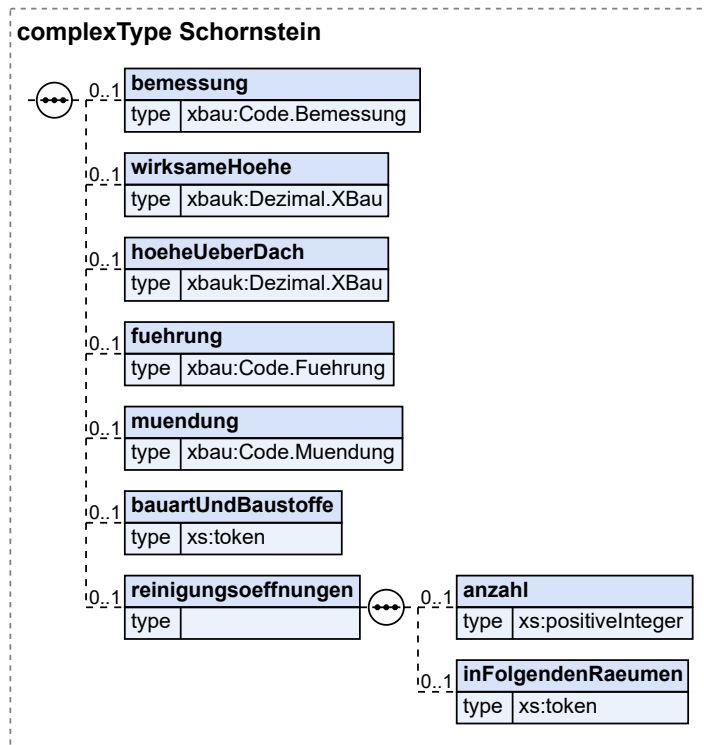 complexType Schornstein
0..1 bemessung
type xbau:Code.Bemessung
0..1 wirksameHoehe
type xbauk:Dezimal.XBau
0..1 hoeheUeberDach
type xbauk:Dezimal.XBau
0..1 fuehrung
type xbau:Code.Fuehrung
0..1 muendung
type xbau:Code.Muendung
0..1 bauartUndBaustoffe
type xs:token
0..1 reinigungsoeffnungen
type
0..1 anzahl
type xs:positiveInteger
0..1 inFolgendenRaeumen
type xs:token